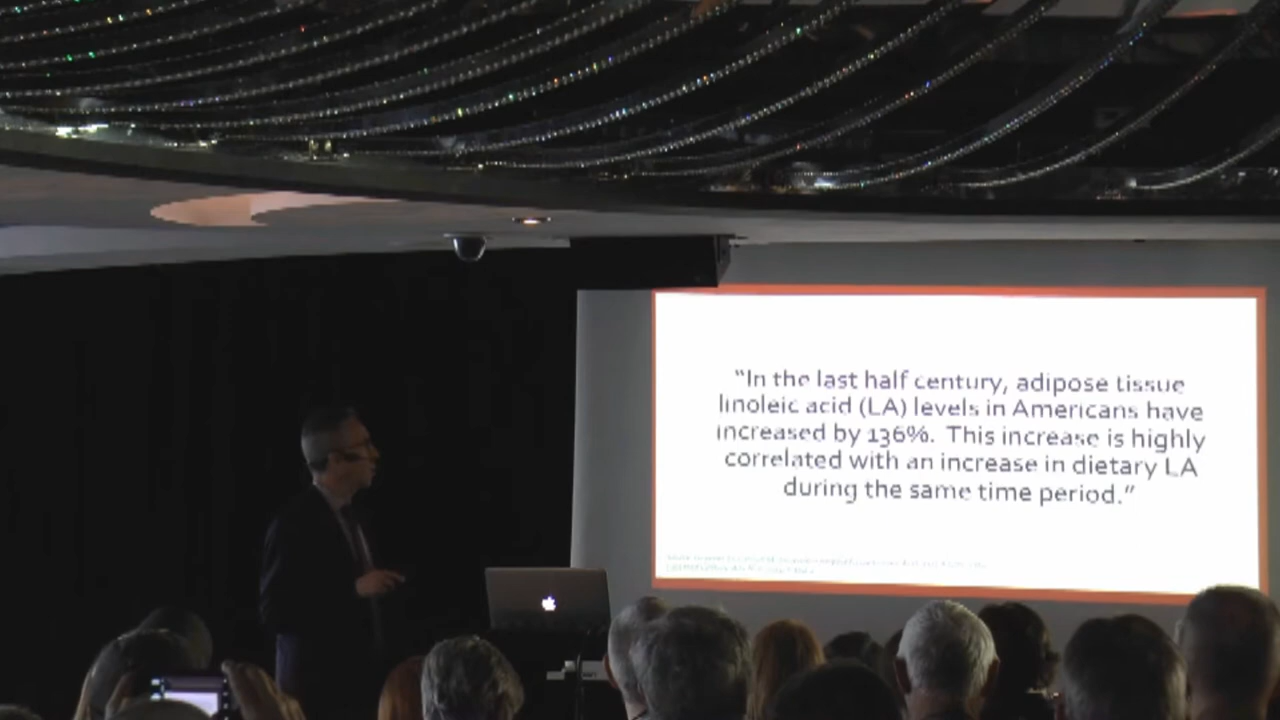 “In the last half century, adipose tissue
linoleic acid (LA) levels in Americans have
increased by 136%. This increase is highly
correlated with an increase in dietary LA
during the same time period.”